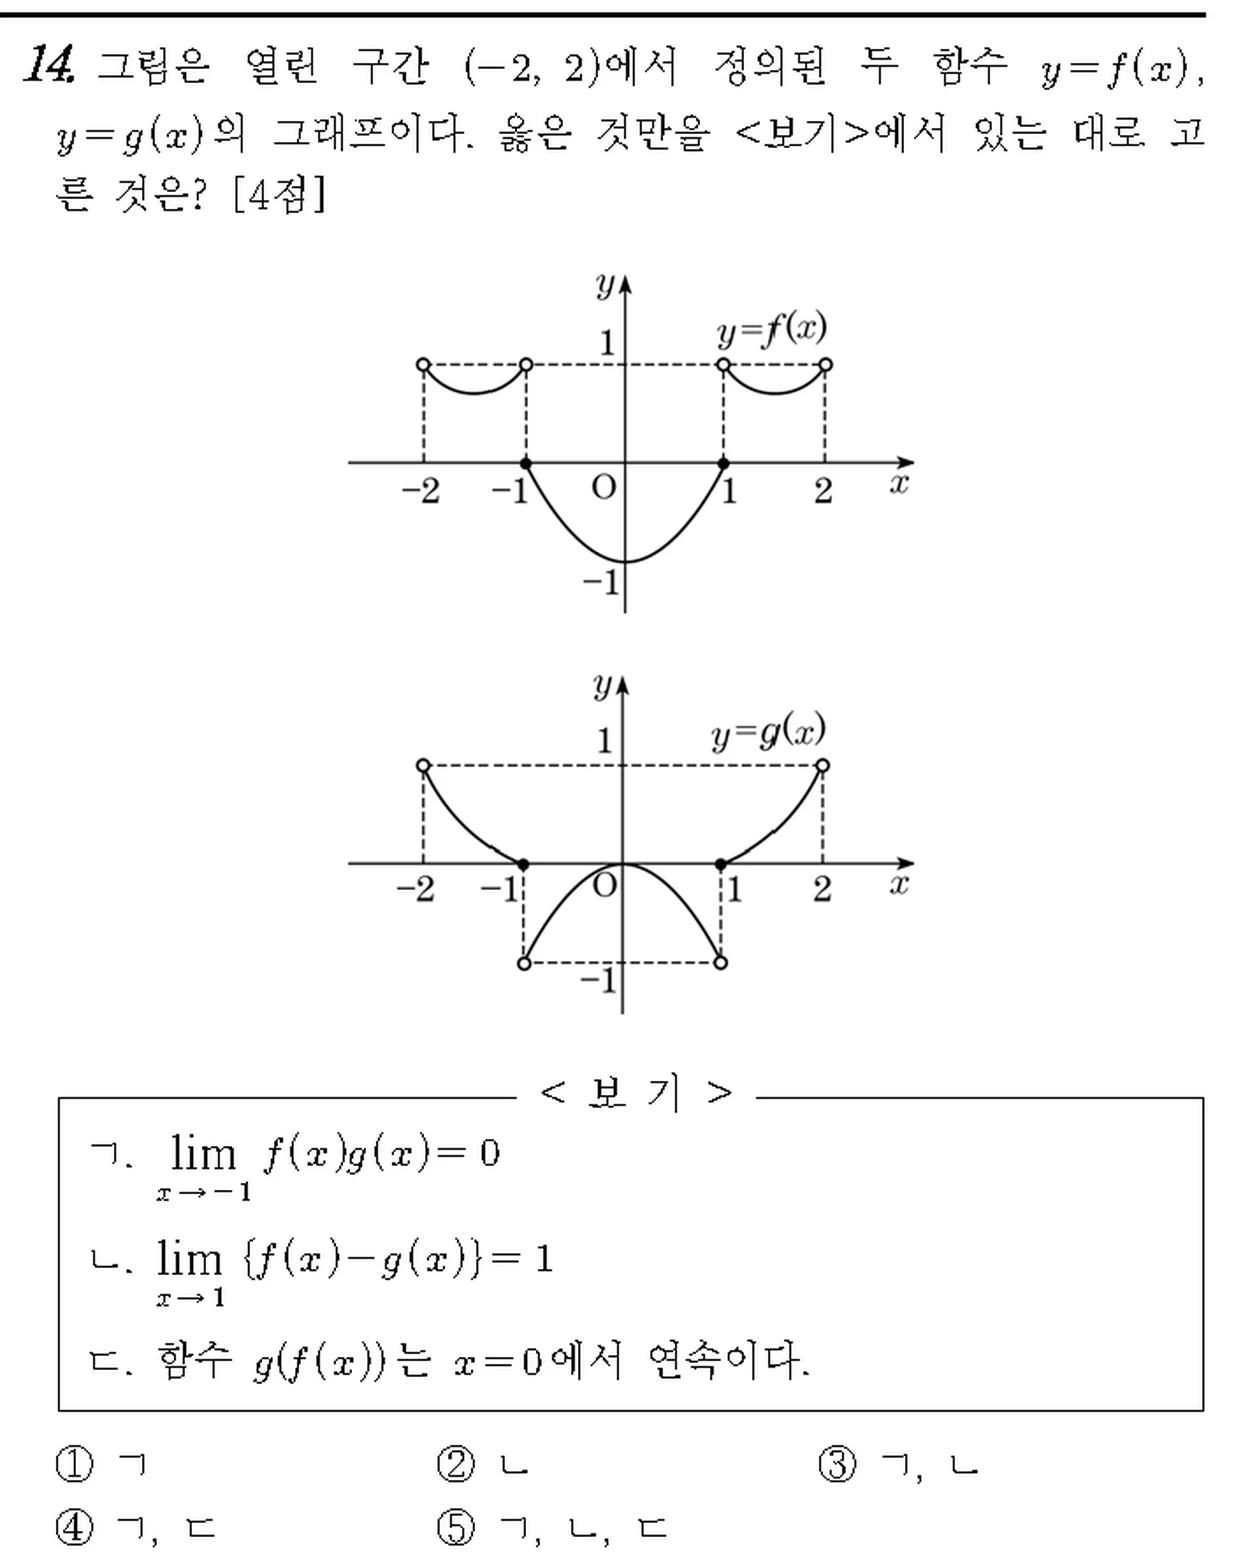 14. 그림은 열린 구간 (−2, 2)에서 정의된 두 함수 y=f(x),
y=g(x)의 그래프이다. 옳은 것만을 <보기>에서 있는 대로 고
른 것은? [4점]
y
1
y=f(x)
−2 −1 O 1 2 x
−1
y
1
y=g(x)
−2 −1 O 1 2 x
−1
< 보 기 >
ㄱ. lim f(x)g(x)= 0
x→−1
ㄴ. lim {f(x)−g(x)}= 1
x→1
ㄷ. 함수 g(f(x))는 x=0에서 연속이다.
① ㄱ ② ㄴ ③ ㄱ, ㄴ
④ ㄱ, ㄷ ⑤ ㄱ, ㄴ, ㄷ